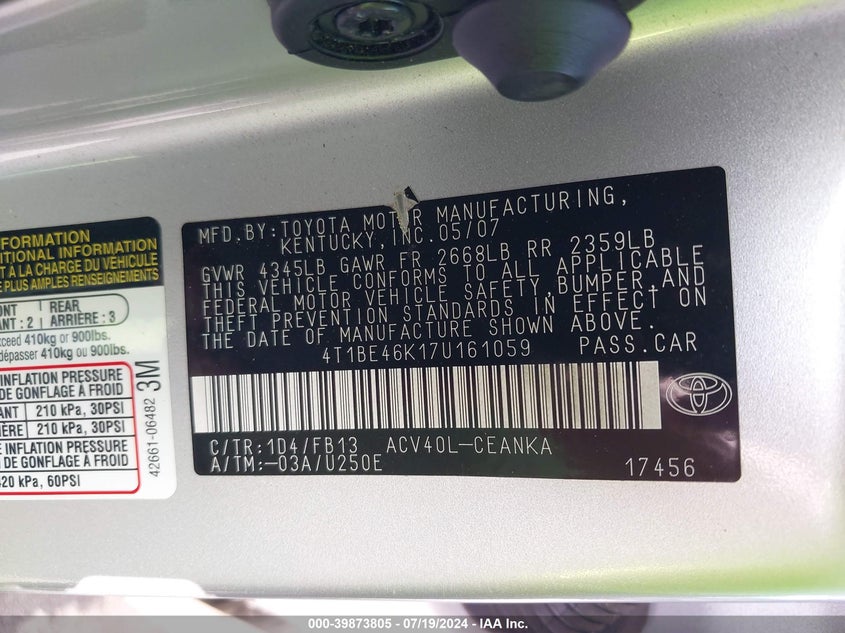 MFD.BY:TOYOTA MOTOR MANUFACTURING,
KENTUCKY,INC.05/07
GVWR 4345LB GAWR FR 2668LB RR 2359LB
THIS VEHICLE CONFORMS TO ALL APPLICABLE
FEDERAL MOTOR VEHICLE SAFETY,BUMPER,AND
THEFT PREVENTION STANDARDS IN EFFECT ON
THE DATE OF MANUFACTURE SHOWN ABOVE.
4T1BE46K17U161059 PASS.CAR
C/TR:1D4/FB13 ACV40L-CEANKA
A/TM:-03A/U250E
17456
INFORMATION
ADDITIONAL INFORMATION
À LA CHARGE DU VÉHICULE
PLUS AMPLES RENSEIGNEMENTS
REAR
: 2 ARRIÈRE : 3
exceed 410kg or 900lbs.
dépasser 410kg ou 900lbs.
INFLATION PRESSURE
DE GONFLAGE À FROID
210 kPa, 30PSI
210 kPa, 30PSI
INFLATION PRESSURE
DE GONFLAGE À FROID
420 kPa, 60PSI
42661-06482 3M
000-39873805 - 07/19/2024 - IAA Inc.